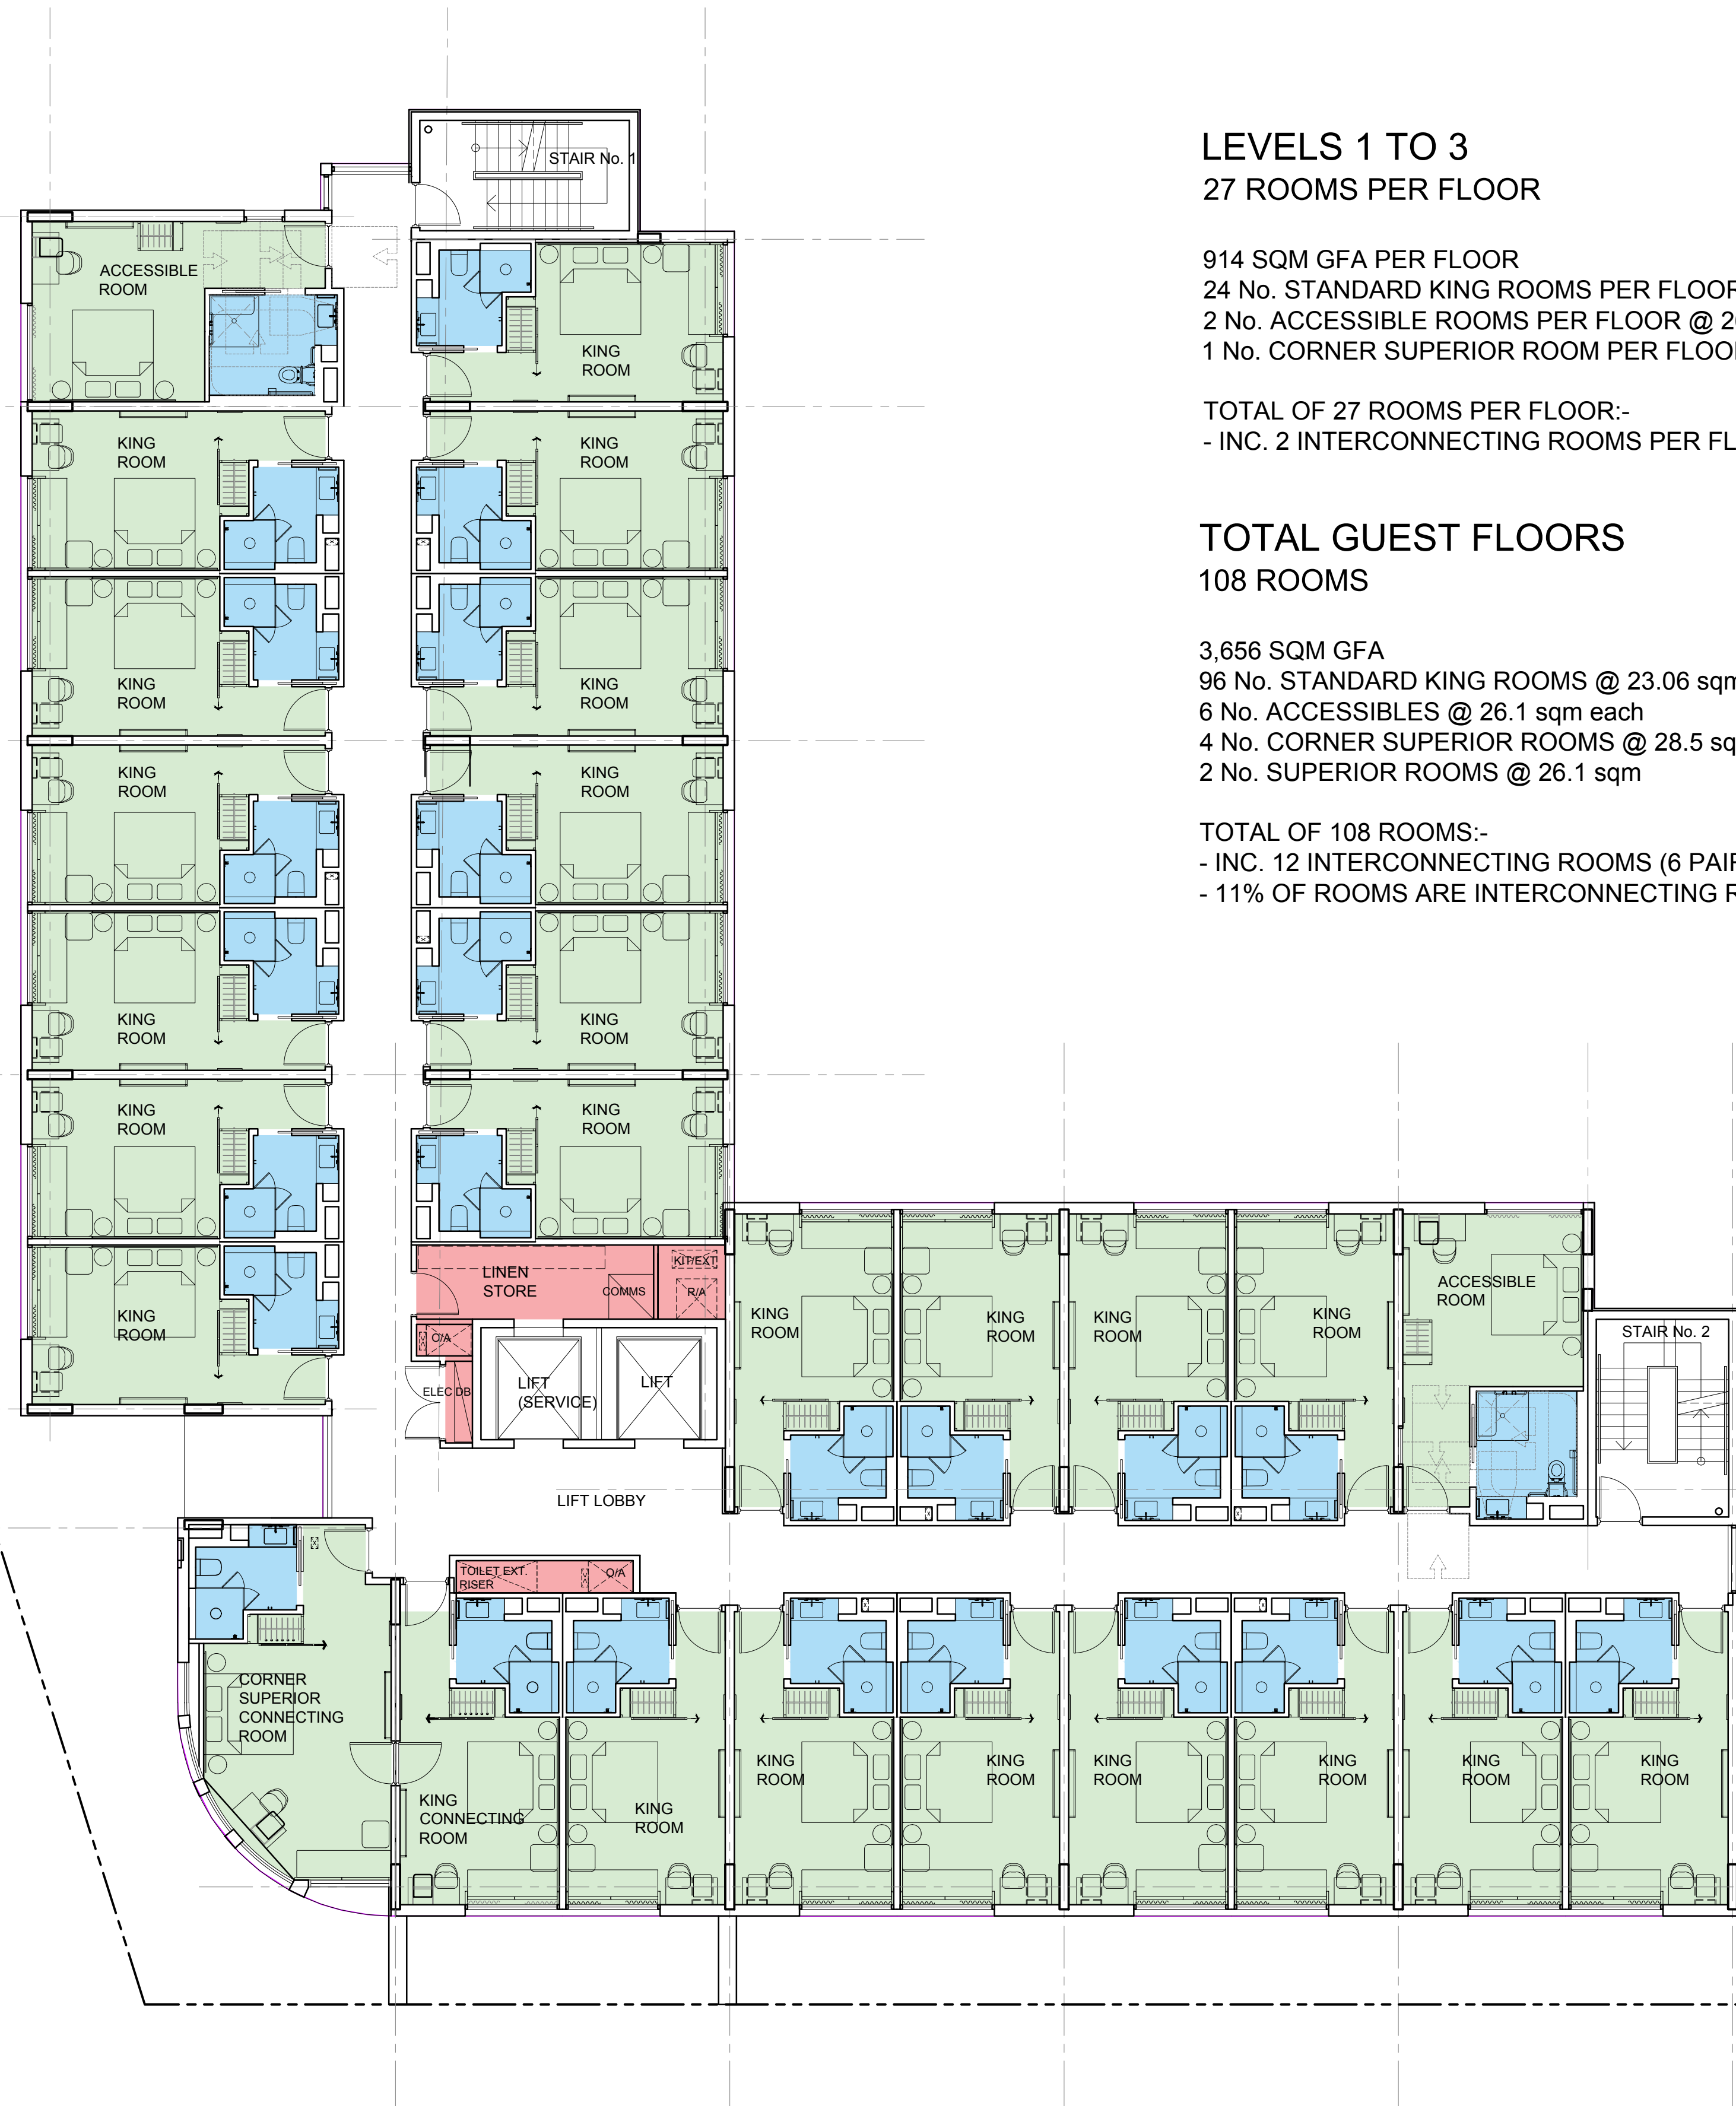 LEVELS 1 TO 3
27 ROOMS PER FLOOR
914 SQM GFA PER FLOOR
24 No. STANDARD KING ROOMS PER FLOOR
2 No. ACCESSIBLE ROOMS PER FLOOR @
1 No. CORNER SUPERIOR ROOM PER
TOTAL OF 27 ROOMS PER FLOOR:-
- INC. 2 INTERCONNECTING ROOMS PER
TOTAL GUEST FLOORS
108 ROOMS
3,656 SQM GFA
96 No. STANDARD KING ROOMS @ 23.06 sqm
6 No. ACCESSIBLES @ 26.1 sqm each
4 No. CORNER SUPERIOR ROOMS @ 28.5
2 No. SUPERIOR ROOMS @ 26.1 sqm
TOTAL OF 108 ROOMS:-
- INC. 12 INTERCONNECTING ROOMS (6
- 11% OF ROOMS ARE INTERCONNECTING
STAIR No. 1
ACCESSIBLE
ROOM
KING
ROOM
KING
ROOM
KING
ROOM
KING
ROOM
KING
ROOM
KING
ROOM
KING
ROOM
KING
ROOM
KING
ROOM
KING
ROOM
KING
ROOM
KING
ROOM
LINEN
STORE
COMMS
KIT/EXT
R/A
O/A
ELEC DB
LIFT
(SERVICE)
LIFT
KING
ROOM
LIFT LOBBY
KING
ROOM
KING
ROOM
KING
ROOM
KING
ROOM
ACCESSIBLE
ROOM
STAIR No. 2
TOILET EXT.
RISER
O/A
CORNER
SUPERIOR
CONNECTING
ROOM
KING
CONNECTING
ROOM
KING
ROOM
KING
ROOM
KING
ROOM
KING
ROOM
KING
ROOM
KING
ROOM
KING
ROOM